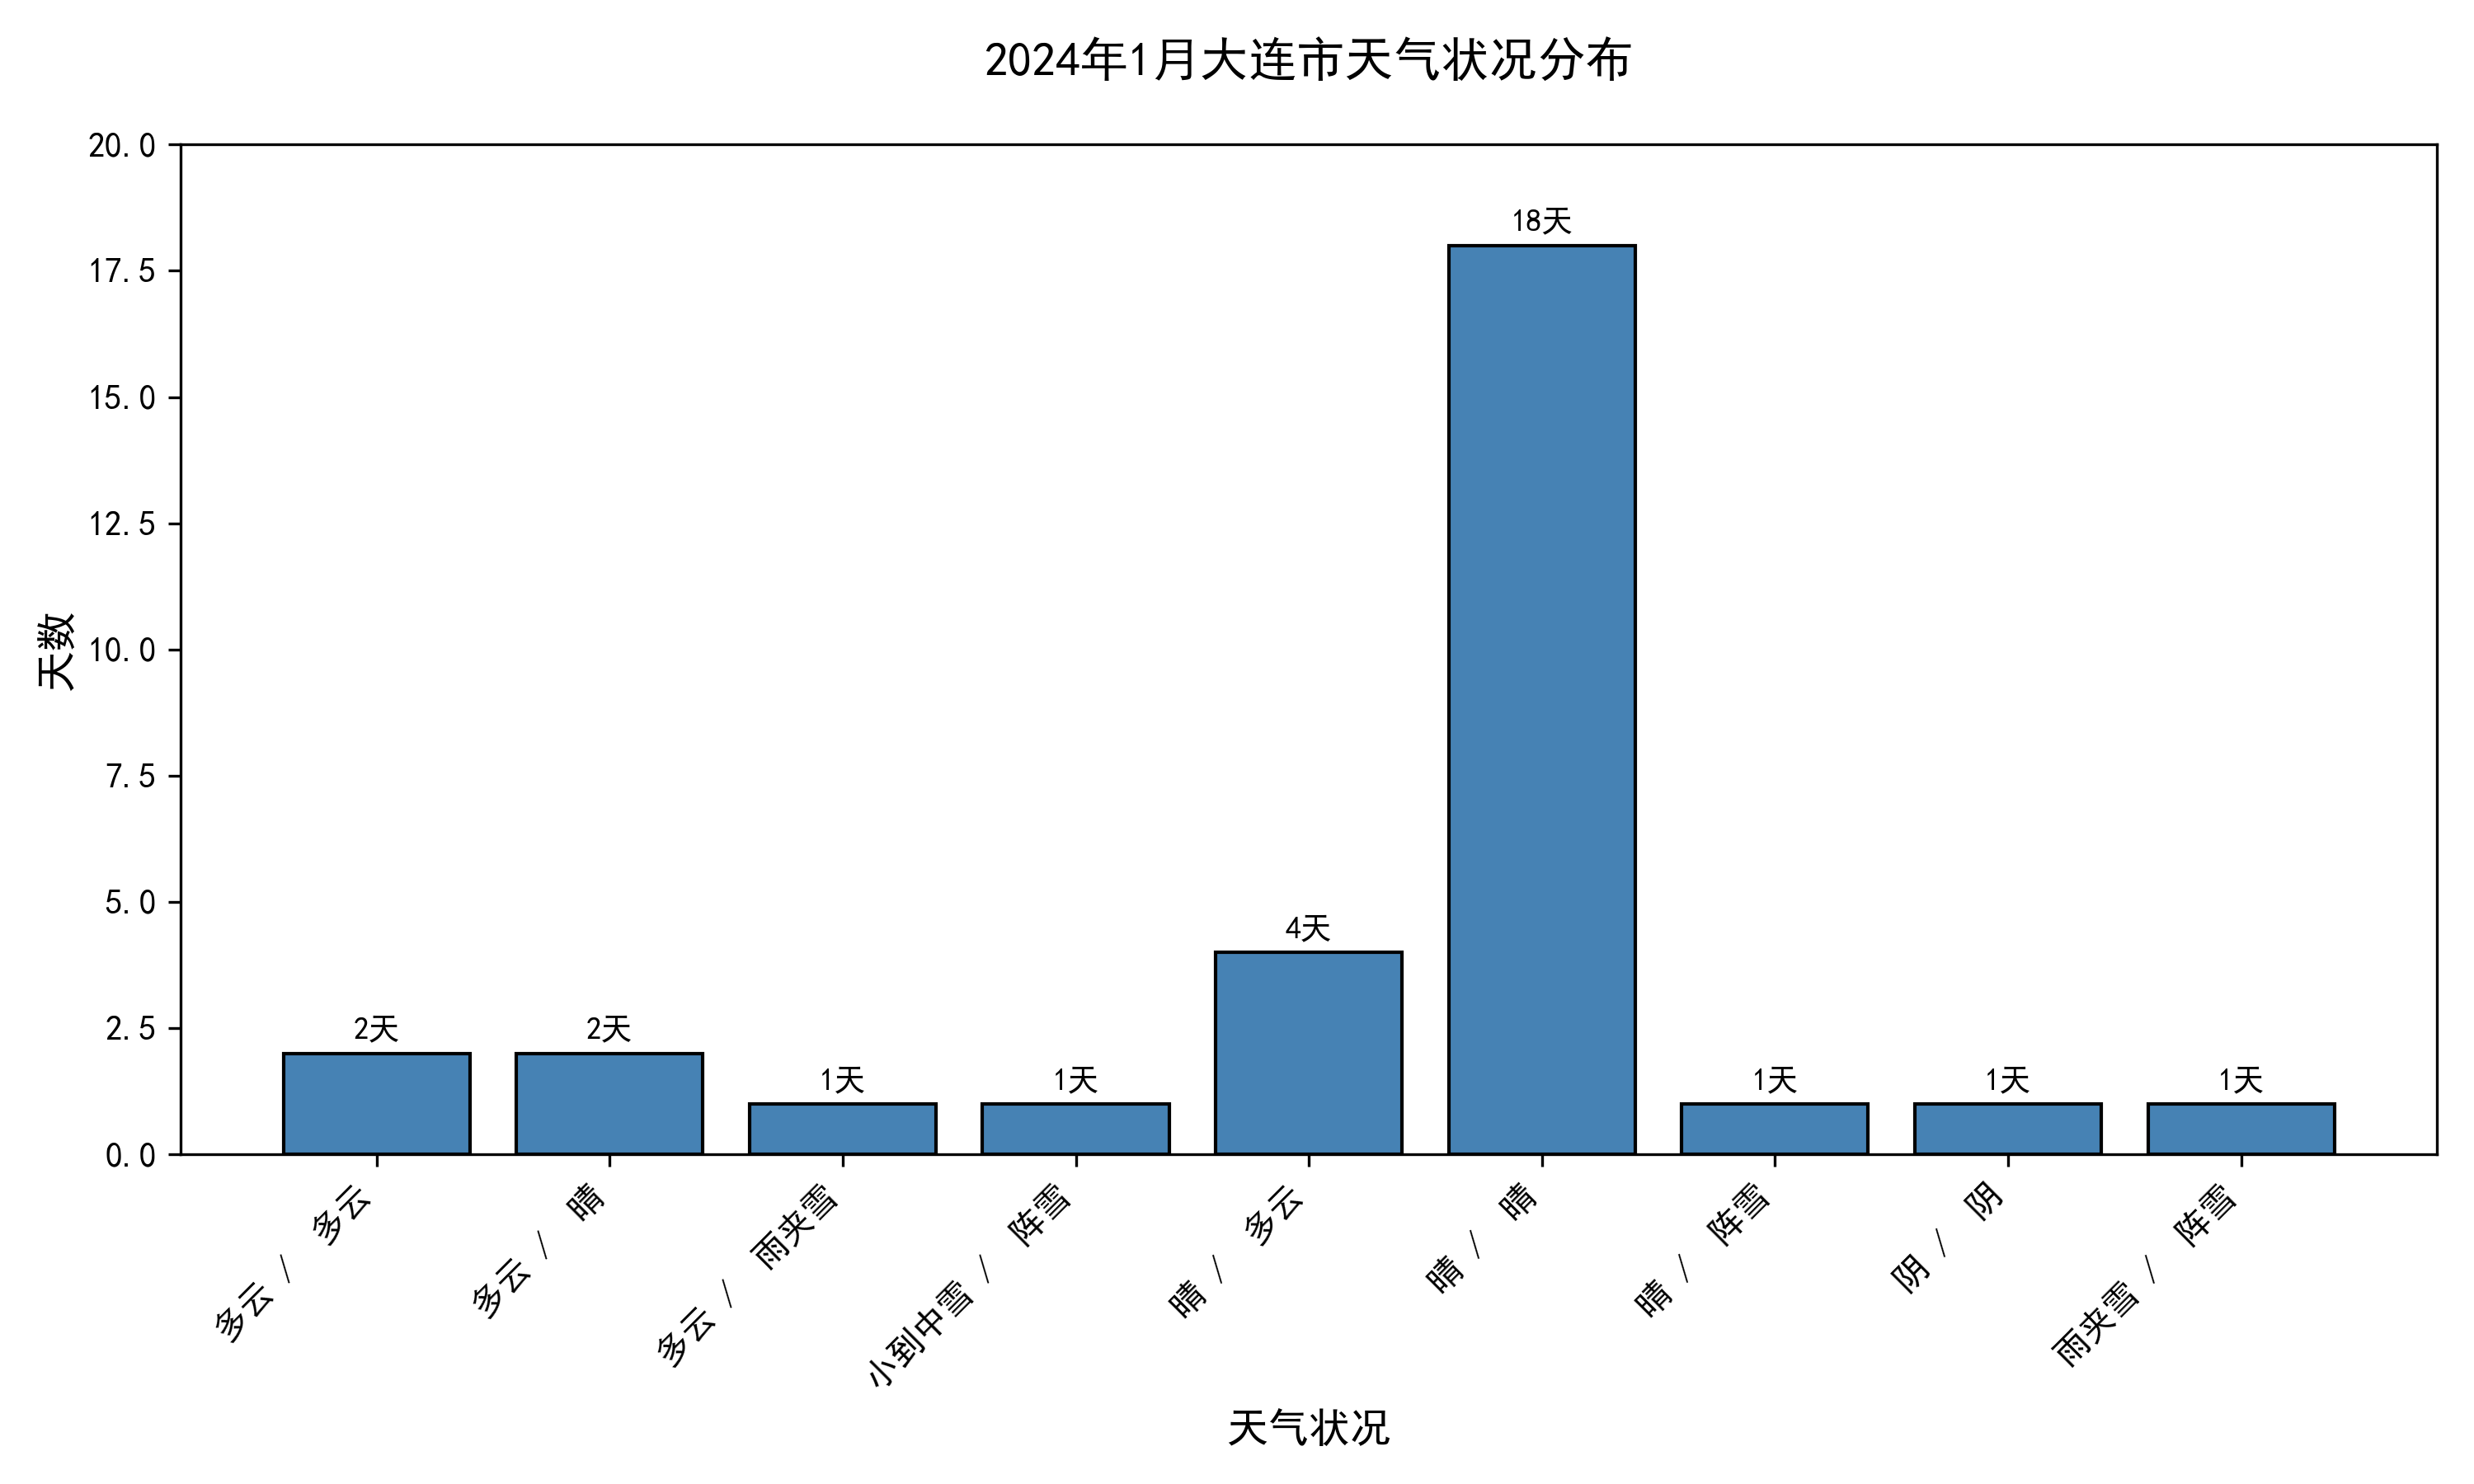 2024年1月大连市天气状况分布
天数
20.0
17.5
15.0
12.5
10.0
7.5
5.0
2.5
0.0
2天
2天
1天
1天
4天
18天
1天
1天
1天
多云 / 多云
多云 / 晴
多云 / 雨夹雪
小到中雪 / 阵雪
晴 / 多云
晴 / 晴
晴 / 阵雪
阴 / 阴
雨夹雪 / 阵雪
天气状况